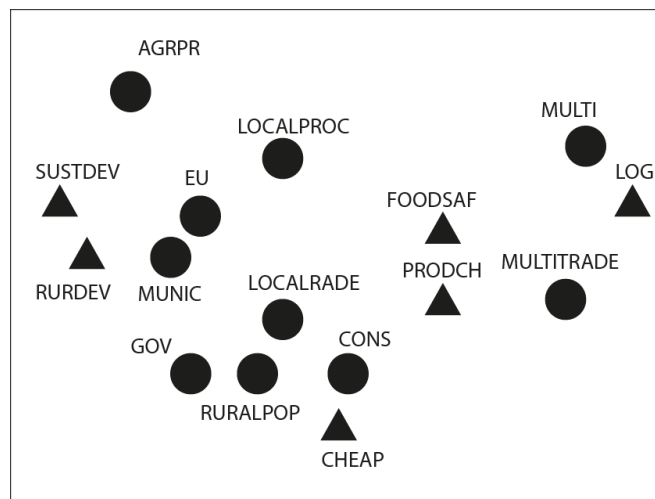 AGRPR
MULTI
LOCALPROC
SUSTDEV
EU
LOG
FOODSAF
RURDEV
MUNIC
LOCALRADE
PRODCH
MULTITRADE
GOV
CONS
RURALPOP
CHEAP